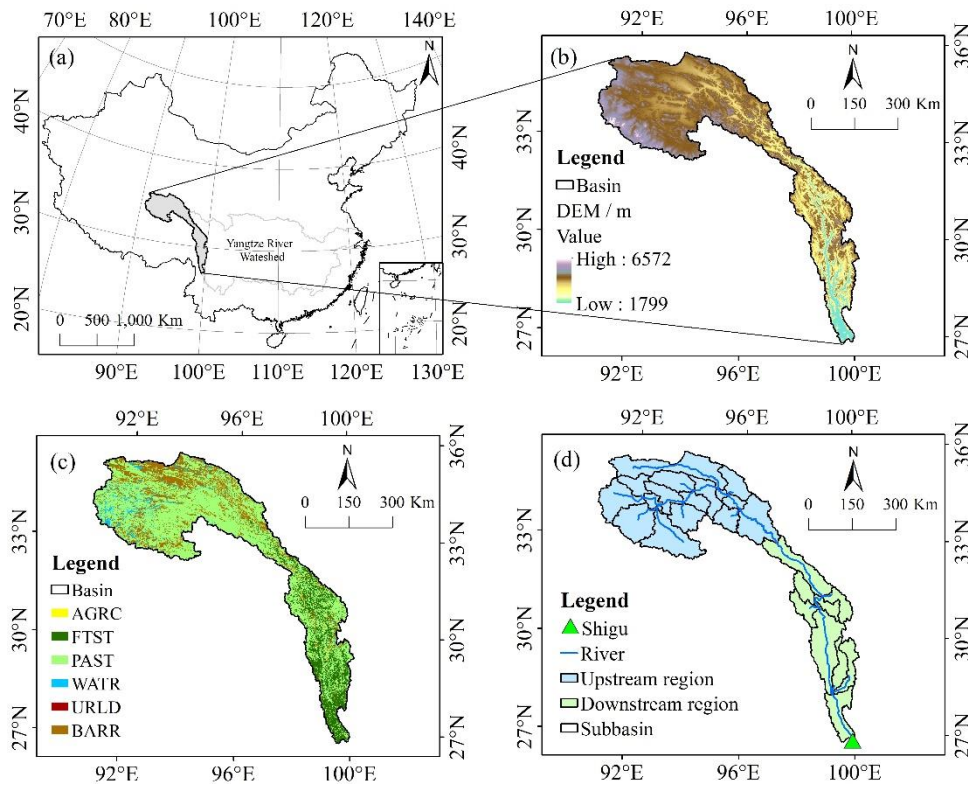 70°E 80°E 90°E 100°E 110°E 120°E 130°E
(a)
N
40°N
30°N
20°N
40°N
30°N
20°N
Yangtze River
Wateshed
0 500 1,000 Km
90°E 100°E 110°E 120°E 130°E
92°E 96°E 100°E
(b)
N
0 150 300 Km
36°N
33°N
30°N
27°N
33°N
30°N
27°N
Legend
Basin
DEM / m
Value
High : 6572
Low : 1799
92°E 96°E 100°E
92°E 96°E 100°E
(c)
N
0 150 300 Km
36°N
33°N
30°N
27°N
33°N
30°N
27°N
Legend
Basin
AGRC
FTST
PAST
WATR
URLD
BARR
92°E 96°E 100°E
92°E 96°E 100°E
(d)
N
0 150 300 Km
36°N
33°N
30°N
27°N
33°N
30°N
27°N
Legend
Shigu
River
Upstream region
Downstream region
Subbasin
92°E 96°E 100°E